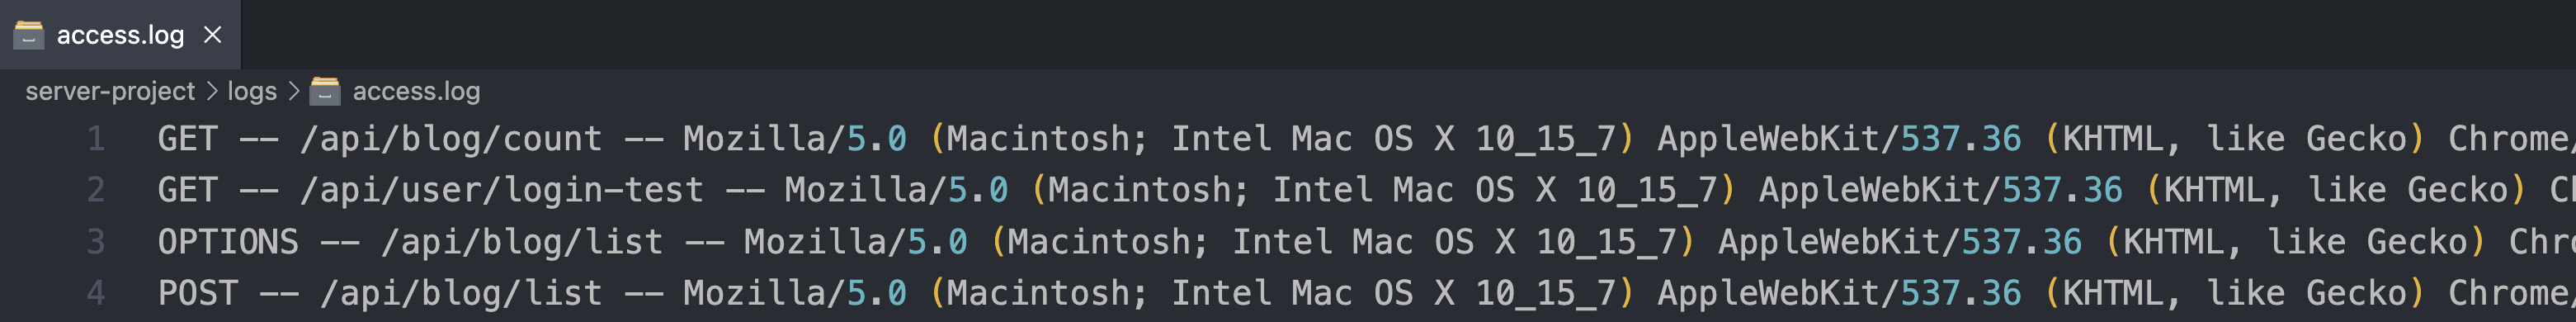 access.log
server-project > logs > access.log
1 GET -- /api/blog/count -- Mozilla/5.0 (Macintosh; Intel Mac OS X 10_15_7) AppleWebKit/537.36 (KHTML, like Gecko) Chrome/
2 GET -- /api/user/login-test -- Mozilla/5.0 (Macintosh; Intel Mac OS X 10_15_7) AppleWebKit/537.36 (KHTML, like Gecko)
3 OPTIONS -- /api/blog/list -- Mozilla/5.0 (Macintosh; Intel Mac OS X 10_15_7) AppleWebKit/537.36 (KHTML, like Gecko) Chr
4 POST -- /api/blog/list -- Mozilla/5.0 (Macintosh; Intel Mac OS X 10_15_7) AppleWebKit/537.36 (KHTML, like Gecko) Chrome/